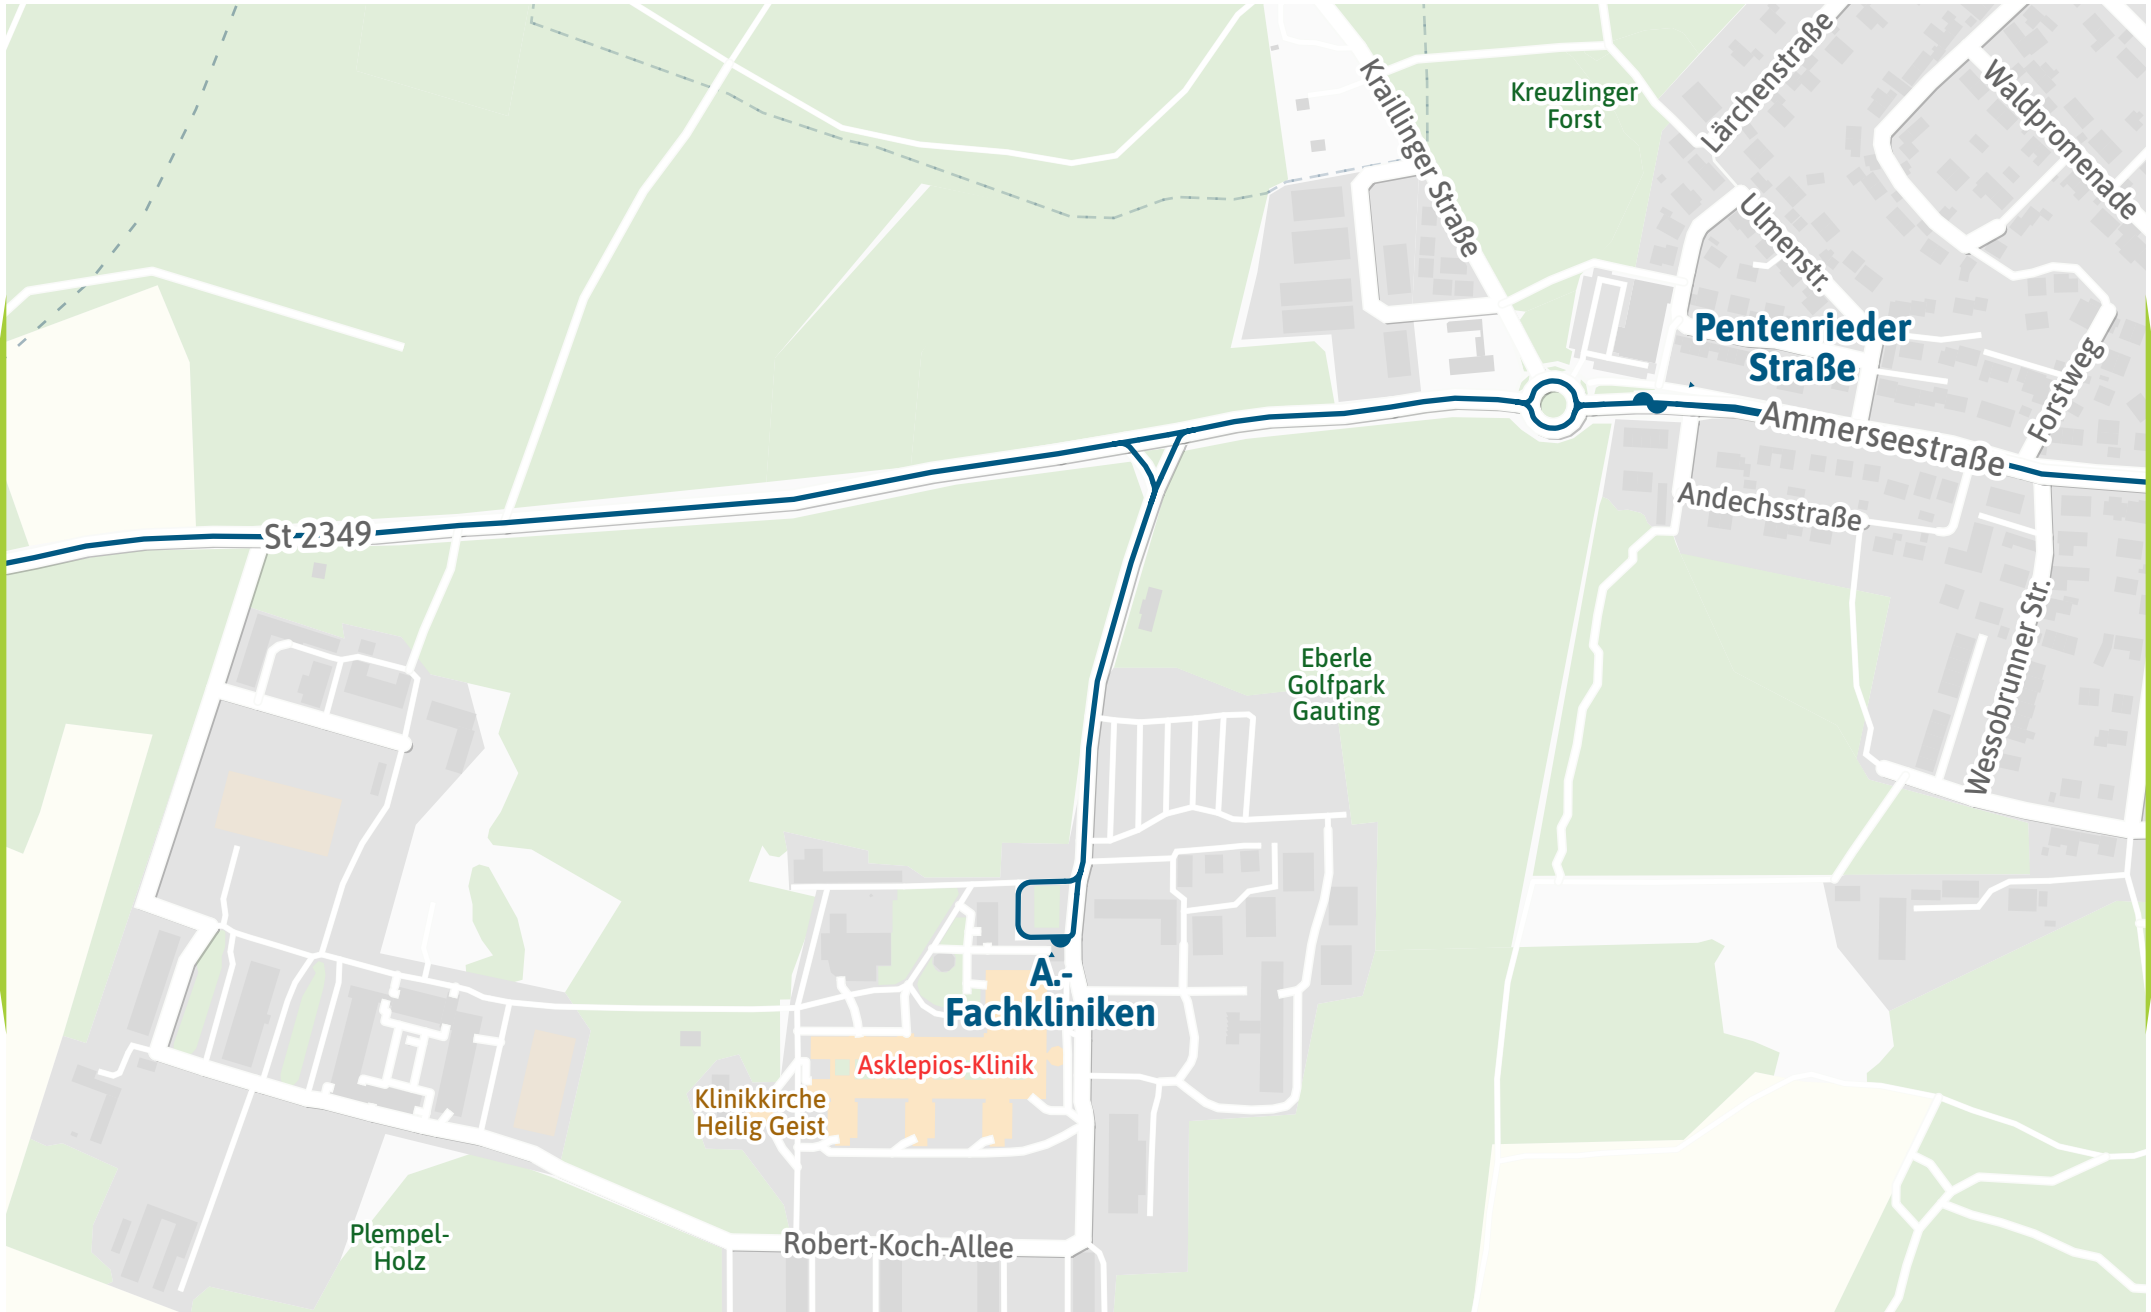 Lärchenstraße
Waldpromenade
Kraillinger Straße
Kreuzlinger
Forst
Ulmenstr.
Pentenrieder
Straße
Forstweg
Ammerseestraße
Andechsstraße
St 2349
Wessobrunner Str.
Eberle
Golfpark
Gauting
A.-
Fachkliniken
Asklepios-Klinik
Klinikkirche
Heilig Geist
Plempel-
Holz
Robert-Koch-Allee